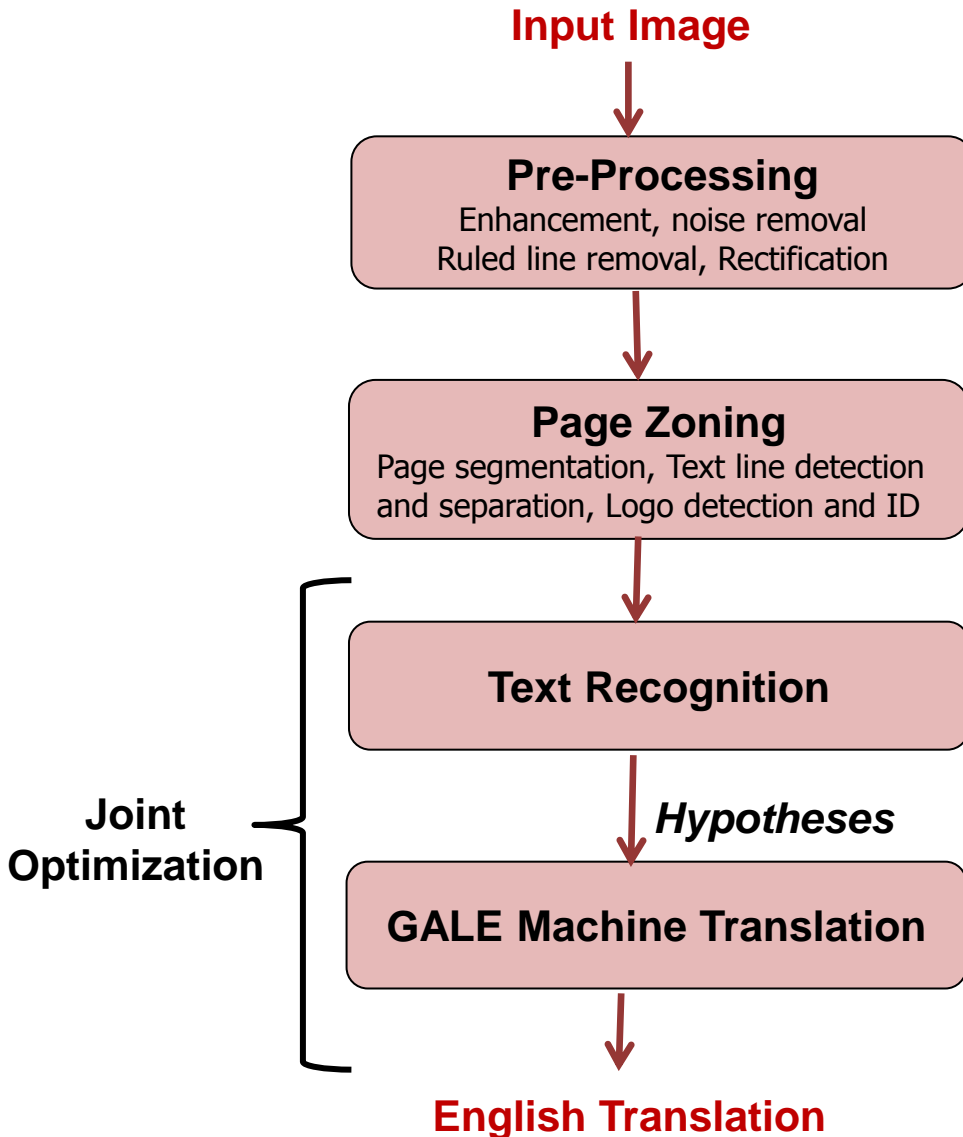 Input Image
Pre-Processing
Enhancement, noise removal
Ruled line removal, Rectification
Page Zoning
Page segmentation, Text line detection
and separation, Logo detection and ID
Text Recognition
Joint
Optimization
Hypotheses
GALE Machine Translation
English Translation